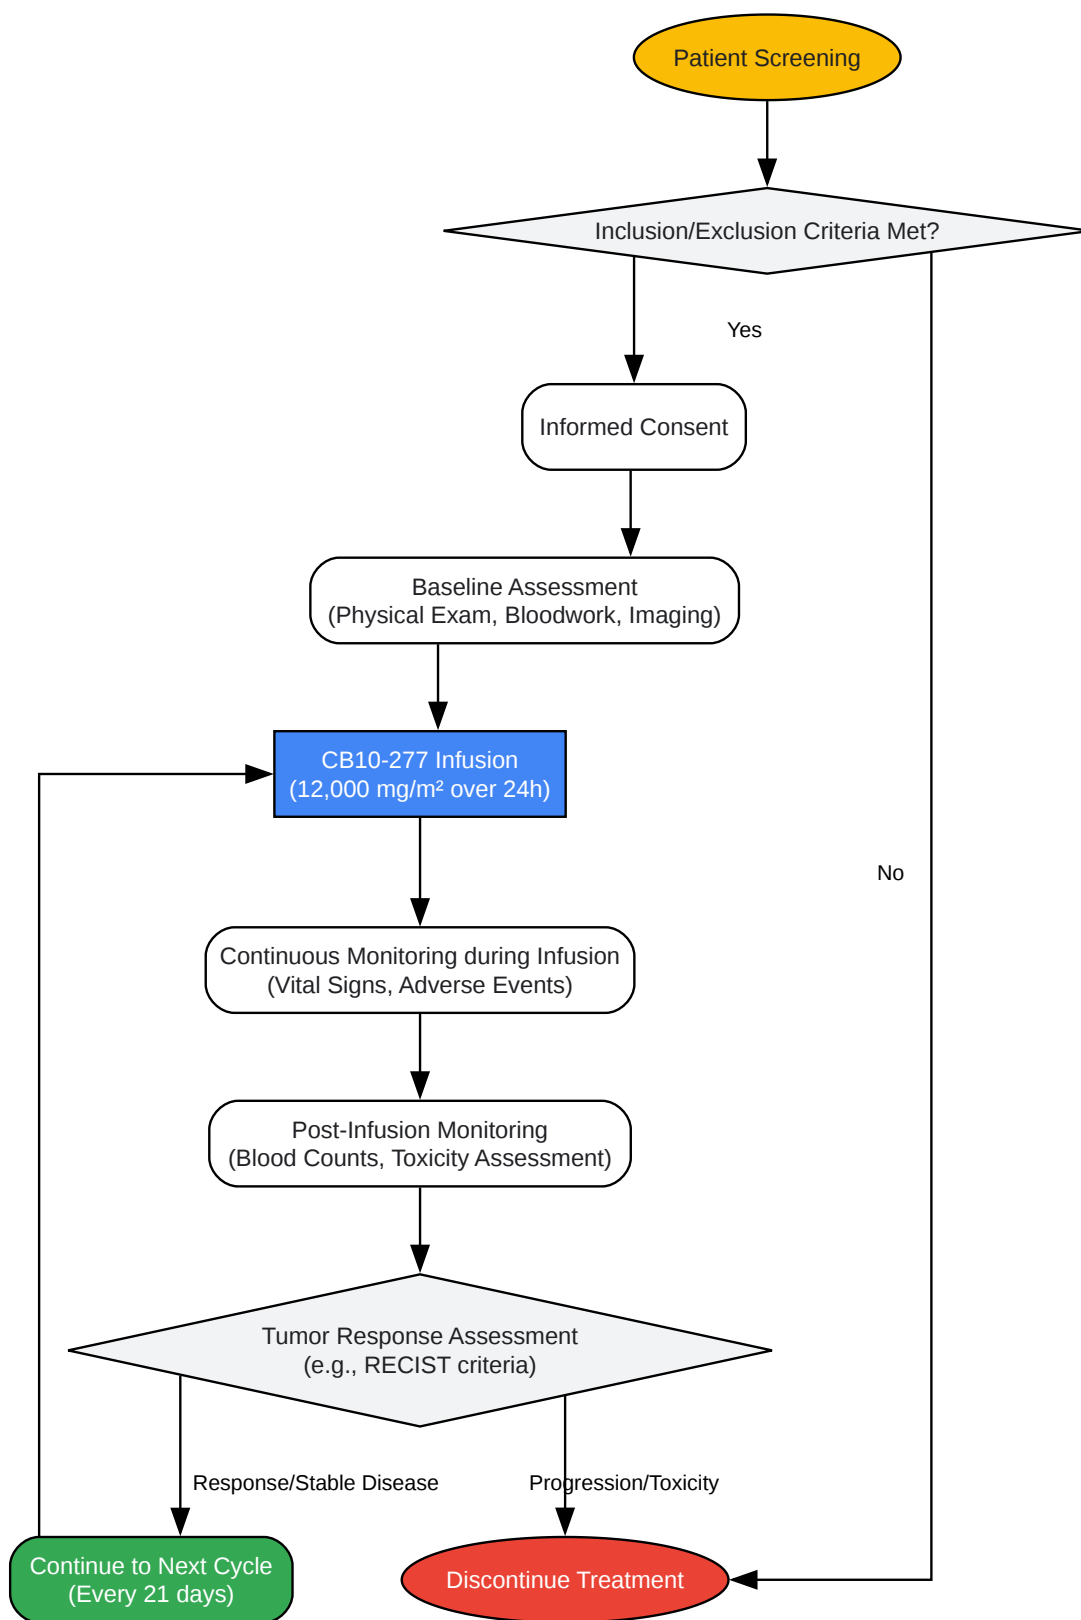 Patient Screening
Inclusion/Exclusion Criteria Met?
Yes
Informed Consent
Baseline Assessment
(Physical Exam, Bloodwork, Imaging)
CB10-277 Infusion
(12,000 mg/m² over 24h)
No
Continuous Monitoring during Infusion
(Vital Signs, Adverse Events)
Post-Infusion Monitoring
(Blood Counts, Toxicity Assessment)
Tumor Response Assessment
(e.g., RECIST criteria)
Response/Stable Disease
Progression/Toxicity
Continue to Next Cycle
(Every 21 days)
Discontinue Treatment